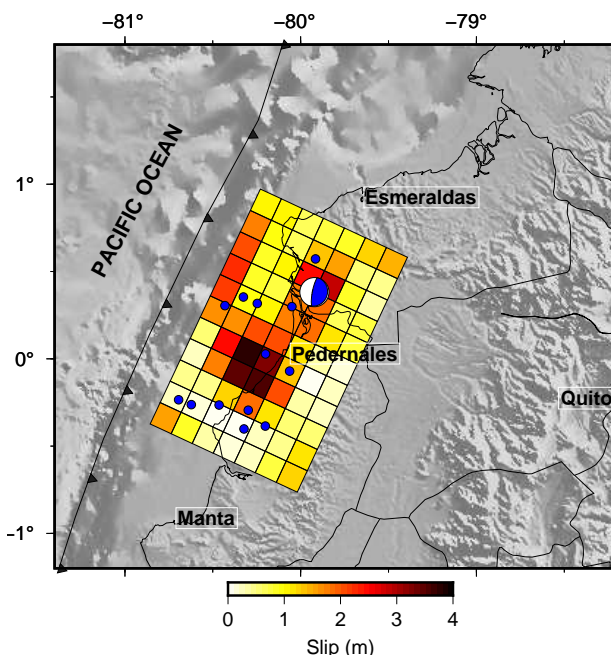 −81° −80° −79°
PACIFIC OCEAN
1°
Esmeraldas
0°
Pedernales
Quito
Manta
−1°
0 1 2 3 4
Slip (m)